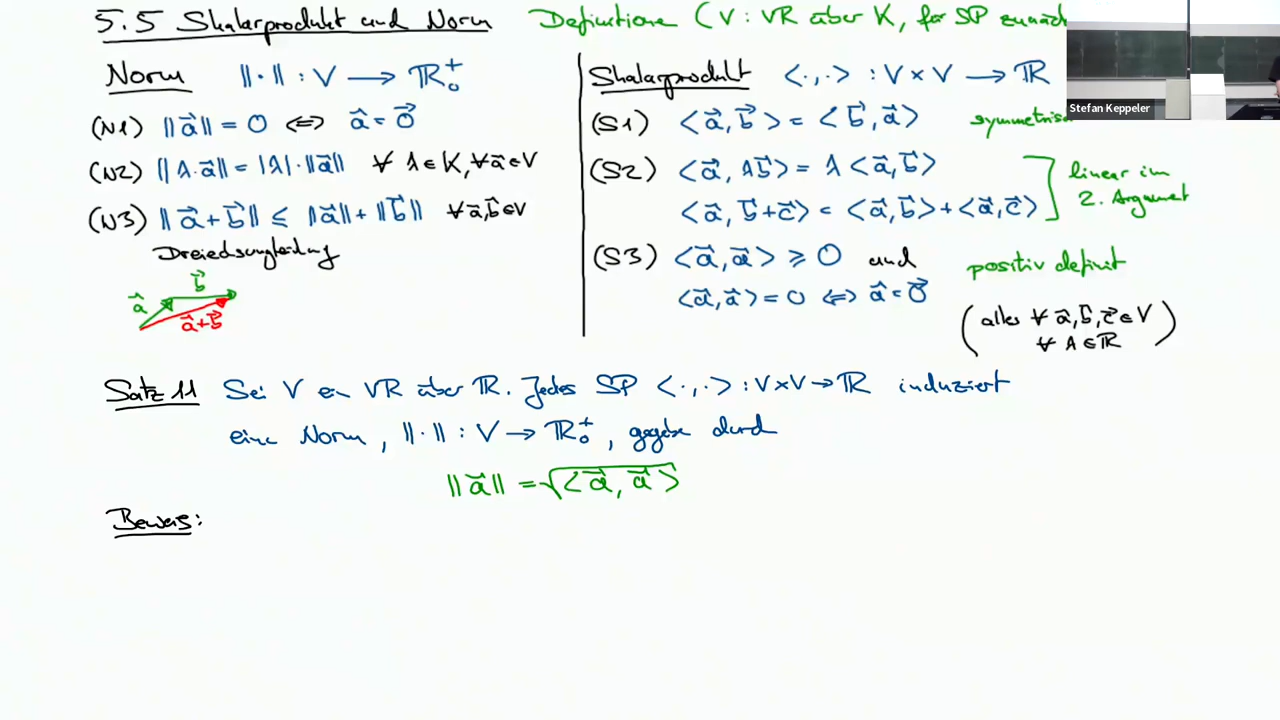 5.5 Skalarprodukt und Norm
Definitionen (V: VR über K, für SP zunäch
Stefan Keppeler
Norm ‖·‖ : V → ℝ₀⁺
(N1) ‖a⃗‖ = 0 ⇔ a⃗ = 0⃗
(N2) ‖λ·a⃗‖ = |λ|·‖a⃗‖ ∀ λ∈K, ∀a⃗∈V
(N3) ‖a⃗+b⃗‖ ≤ ‖a⃗‖+‖b⃗‖ ∀a⃗,b⃗∈V
Dreiecksungleichung
a⃗ b⃗ a⃗+b⃗
Skalarprodukt <·,·> : V×V → ℝ
(S1) <a⃗,b⃗> = <b⃗,a⃗> symmetrisc
(S2) <a⃗,λb⃗> = λ<a⃗,b⃗>
<a⃗,b⃗+c⃗> = <a⃗,b⃗>+<a⃗,c⃗>
linear im
2. Argument
(S3) <a⃗,a⃗> ≥ 0 und
<a⃗,a⃗> = 0 ⇔ a⃗ = 0⃗
positiv definit
(alles ∀ a⃗,b⃗,c⃗∈V
∀ λ∈ℝ)
Satz 11 Sei V ein VR über ℝ. Jedes SP <·,·> : V×V→ℝ induziert
eine Norm, ‖·‖ : V → ℝ₀⁺, gegeben durch
‖a⃗‖ = √<a⃗,a⃗>
Beweis: